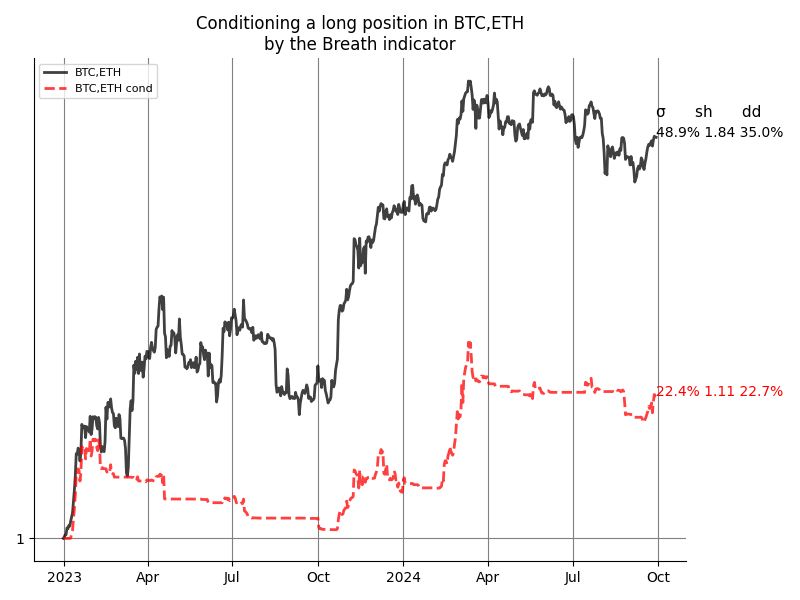 Conditioning a long position in BTC,ETH
by the Breath indicator
BTC,ETH
BTC,ETH cond
σ sh dd
48.9% 1.84 35.0%
22.4% 1.11 22.7%
1
2023 Apr Jul Oct 2024 Apr Jul Oct